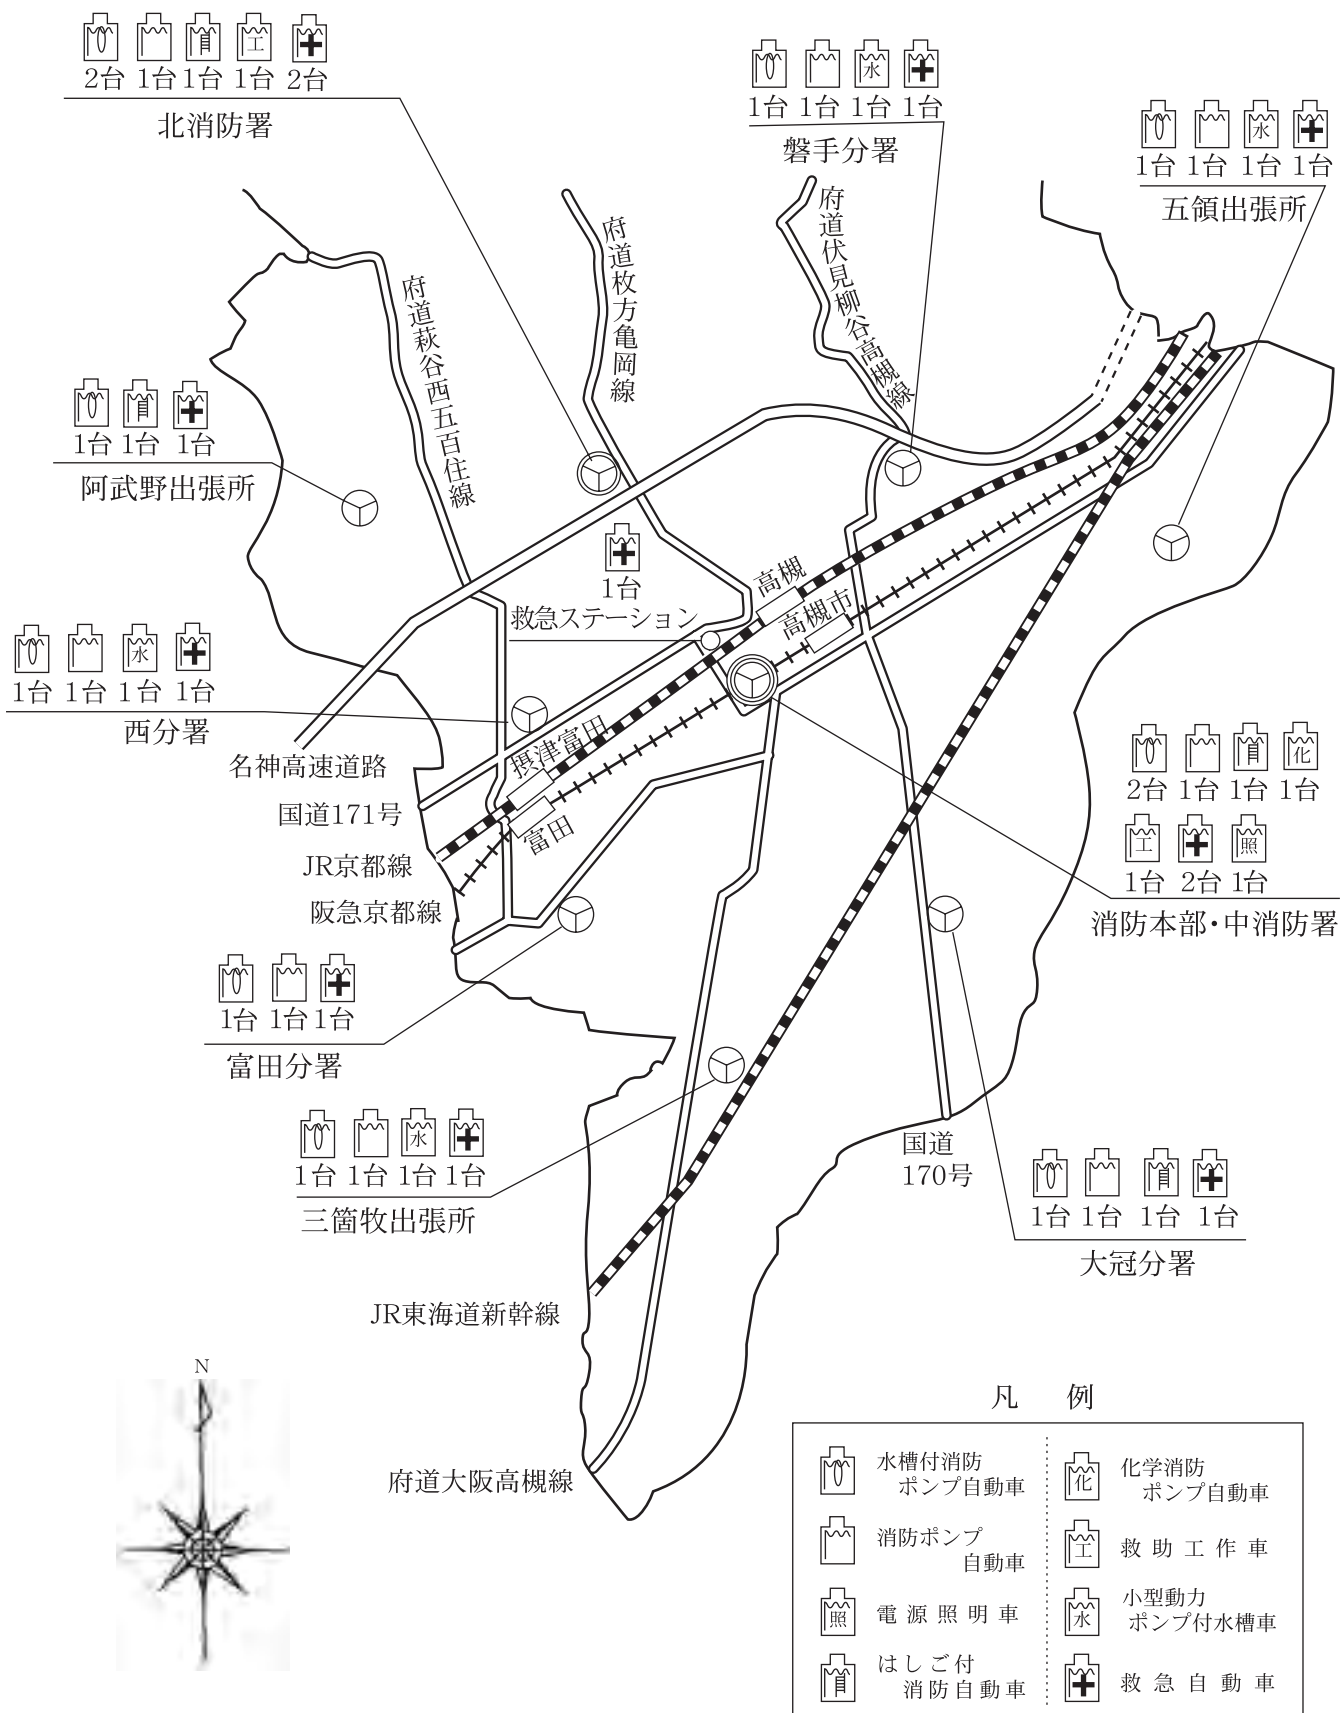 2台 1台 1台 1台 2台
北消防署
1台 1台 1台 1台
磐手分署
水
1台 1台 1台 1台
五領出張所
水
工
府道萩谷西五百住線
府道枚方亀岡線
府道伏見柳谷高槻線
1台 1台 1台
阿武野出張所
1台
救急ステーション
高槻
高槻市
水
1台 1台 1台 1台
西分署
摂津富田
富田
名神高速道路
国道171号
JR京都線
阪急京都線
化
2台 1台 1台 1台
工 照
1台 2台 1台
消防本部・中消防署
1台 1台 1台
富田分署
水
1台 1台 1台 1台
三箇牧出張所
国道
170号
1台 1台 1台 1台
大冠分署
JR東海道新幹線
府道大阪高槻線
N
凡 例
水槽付消防
ポンプ自動車
消防ポンプ
自動車
照 電源照明車
はしご付
消防自動車
化 化学消防
ポンプ自動車
工 救助工作車
水 小型動力
ポンプ付水槽車
救急自動車